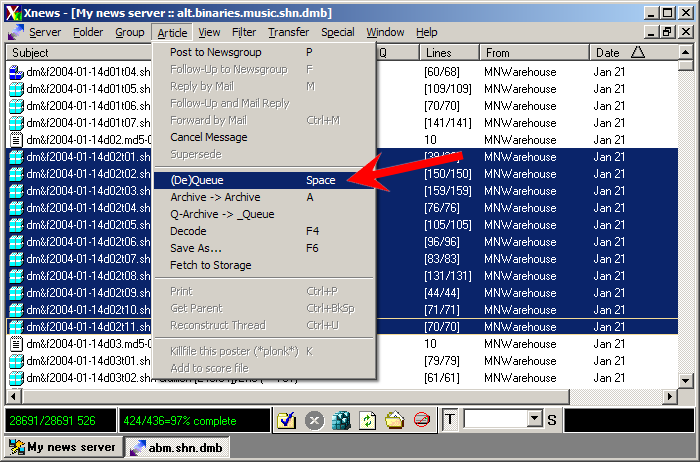 Xnews - [My news server :: alt.binaries.music.shn.dmb]
Server Folder Group Article View Filter Transfer Special Window Help
Subject Q Lines From Date
dm&f2004-01-14d01t04.sh [60/68] MNWarehouse Jan 21
dm&f2004-01-14d01t05.sh [109/109] MNWarehouse Jan 21
dm&f2004-01-14d01t06.sh [70/70] MNWarehouse Jan 21
dm&f2004-01-14d01t07.sh [141/141] MNWarehouse Jan 21
dm&f2004-01-14d02.md5-0 10 MNWarehouse Jan 21
dm&f2004-01-14d02t01.sh MNWarehouse Jan 21
dm&f2004-01-14d02t02.sh [150/150] MNWarehouse Jan 21
dm&f2004-01-14d02t03.sh [159/159] MNWarehouse Jan 21
dm&f2004-01-14d02t04.sh [76/76] MNWarehouse Jan 21
dm&f2004-01-14d02t05.sh [105/105] MNWarehouse Jan 21
dm&f2004-01-14d02t06.sh [96/96] MNWarehouse Jan 21
dm&f2004-01-14d02t07.sh [83/83] MNWarehouse Jan 21
dm&f2004-01-14d02t08.sh [131/131] MNWarehouse Jan 21
dm&f2004-01-14d02t09.sh [44/44] MNWarehouse Jan 21
dm&f2004-01-14d02t10.sh [71/71] MNWarehouse Jan 21
dm&f2004-01-14d02t11.sh [70/70] MNWarehouse Jan 21
dm&f2004-01-14d03.md5-0 10 MNWarehouse Jan 21
dm&f2004-01-14d03t01.sh [79/79] MNWarehouse Jan 21
dm&f2004-01-14d03t02.sh [61/61] MNWarehouse Jan 21
Post to Newsgroup P
Follow-Up to Newsgroup F
Reply by Mail M
Follow-Up and Mail Reply
Forward by Mail Ctrl+M
Cancel Message
Supersede
(De)Queue Space
Archive -> Archive A
Q-Archive -> _Queue
Decode F4
Save As... F6
Fetch to Storage
Print Ctrl+P
Get Parent Ctrl+BkSp
Reconstruct Thread Ctrl+U
Killfile this poster (*plonk*) K
Add to score file
28691/28691 526 424/436=97% complete T S
My news server abm.shn.dmb